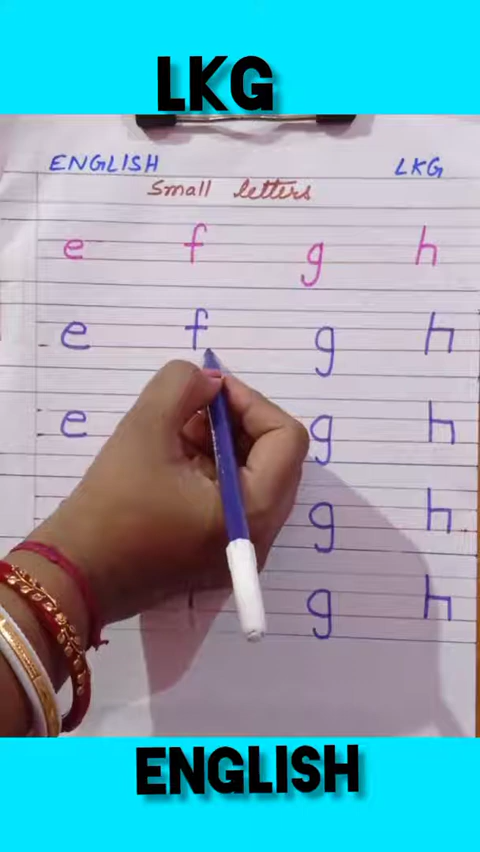 LKG
ENGLISH LKG
Small letters
e f g h
e f g h
e g h
g h
g h
ENGLISH